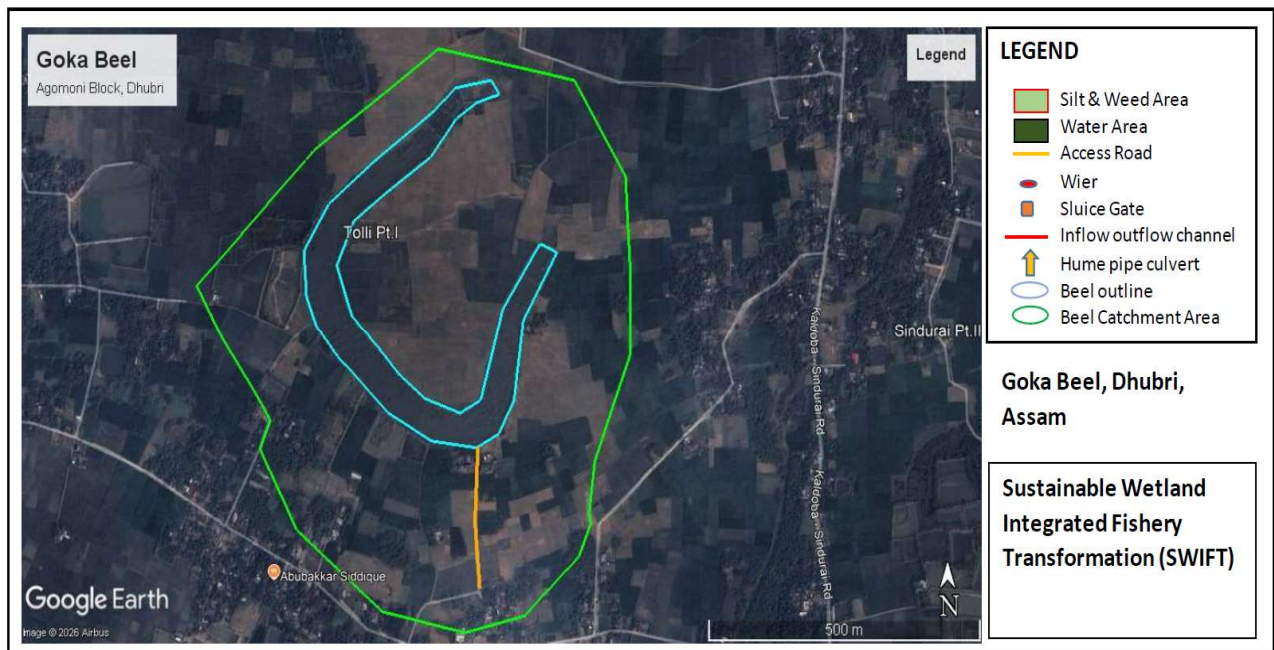 Goka Beel
Agomoni Block, Dhubri
Legend
Tolli Pt.I
Kaldoba - Sindurai Rd
Kaldoba - Sindurai Rd
Sindurai Pt.II
Abubakkar Siddique
Google Earth
Image © 2026 Airbus
N
500 m
LEGEND
Silt & Weed Area
Water Area
Access Road
Wier
Sluice Gate
Inflow outflow channel
Hume pipe culvert
Beel outline
Beel Catchment Area
Goka Beel, Dhubri,
Assam
Sustainable Wetland
Integrated Fishery
Transformation (SWIFT)